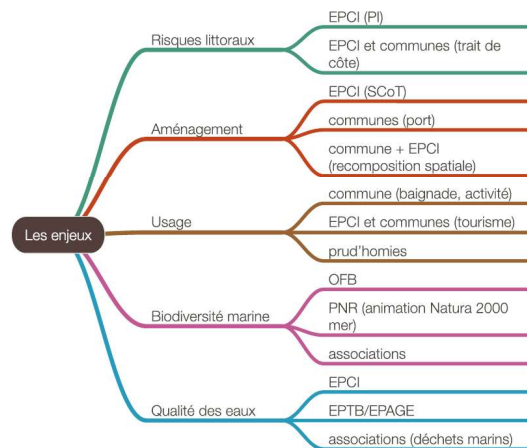 Les enjeux
Risques littoraux
EPCI (PI)
EPCI et communes (trait de
côte)
Aménagement
EPCI (SCoT)
communes (port)
commune + EPCI
(recomposition spatiale)
Usage
commune (baignade, activité)
EPCI et communes (tourisme)
prud'homies
Biodiversité marine
OFB
PNR (animation Natura 2000
mer)
associations
Qualité des eaux
EPCI
EPTB/EPAGE
associations (déchets marins)